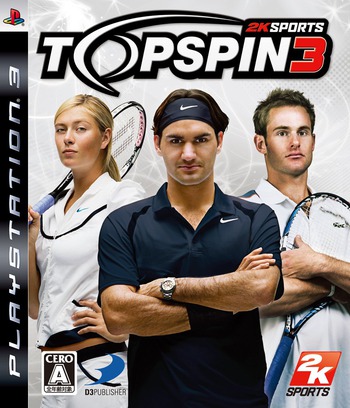 PLAYSTATION 3
2K SPORTS
TOPSPIN3
CERO
A
全年齢対象
D3PUBLISHER
2K
SPORTS